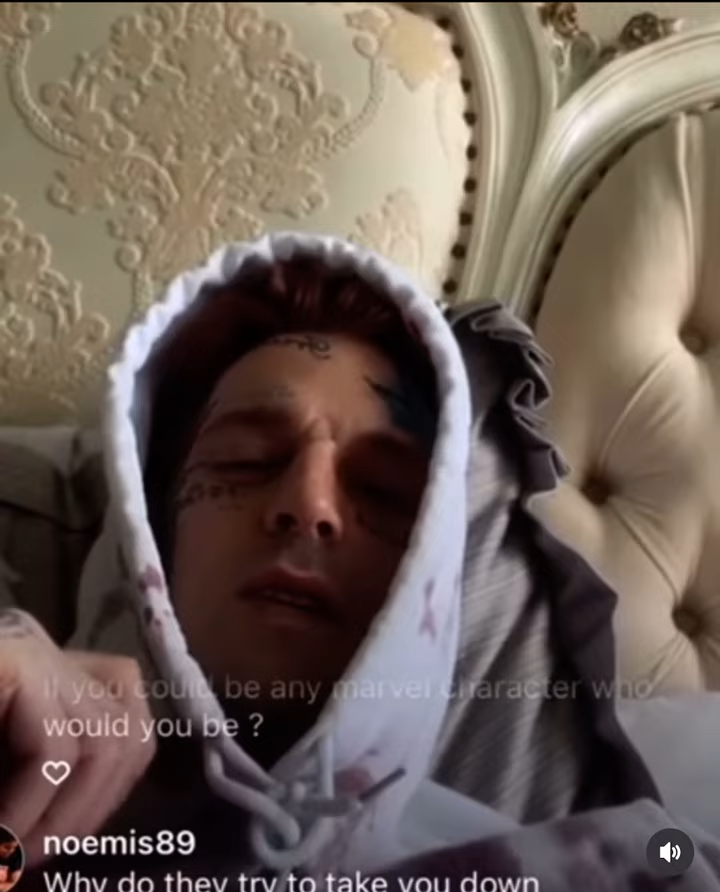 If you could be any marvel character who
would you be ?
noemis89
Why do they try to take you down